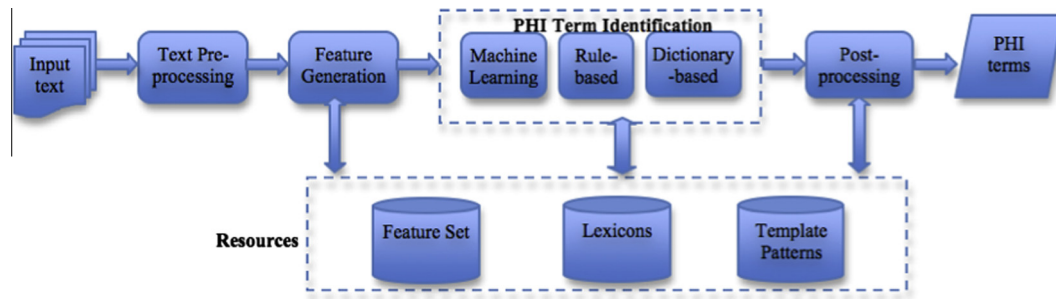 PHI Term Identification
Input
text
Text Pre-
processing
Feature
Generation
Machine
Learning
Rule-
based
Dictionary
-based
Post-
processing
PHI
terms
Resources
Feature Set
Lexicons
Template
Patterns